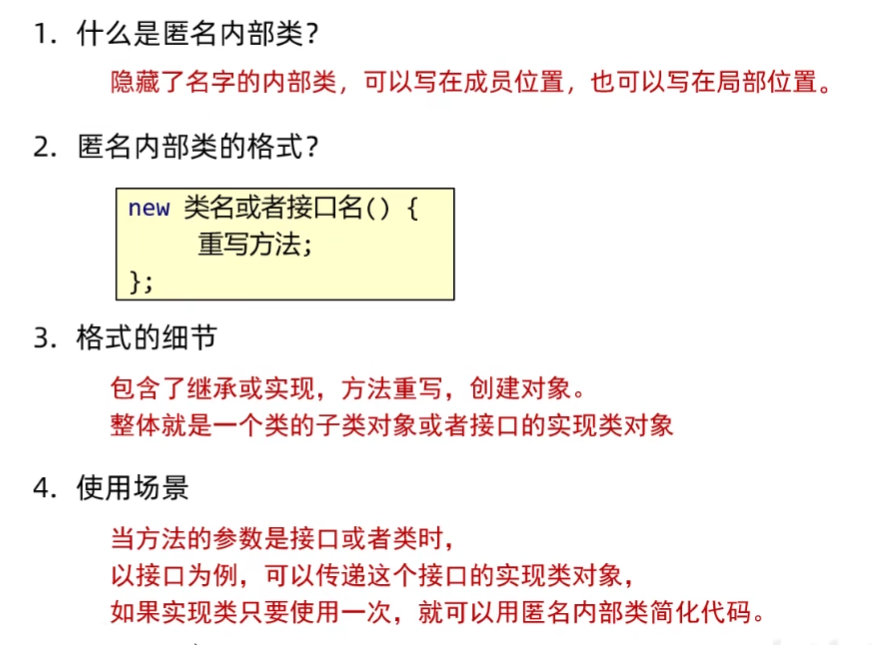 1. 什么是匿名内部类？
隐藏了名字的内部类，可以写在成员位置，也可以写在局部位置。
2. 匿名内部类的格式？
new 类名或者接口名() {
重写方法;
};
3. 格式的细节
包含了继承或实现，方法重写，创建对象。
整体就是一个类的子类对象或者接口的实现类对象
4. 使用场景
当方法的参数是接口或者类时，
以接口为例，可以传递这个接口的实现类对象，
如果实现类只要使用一次，就可以用匿名内部类简化代码。